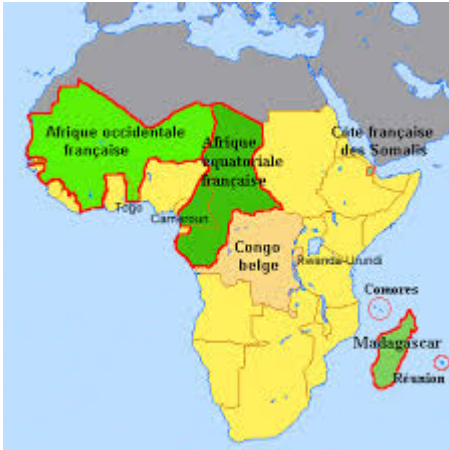 Afrique occidentale
française
Afrique
équatoriale
française
Côte française
des Somalis
Togo
Cameroun
Congo
belge
Rwanda-Urundi
Comores
Madagascar
Réunion